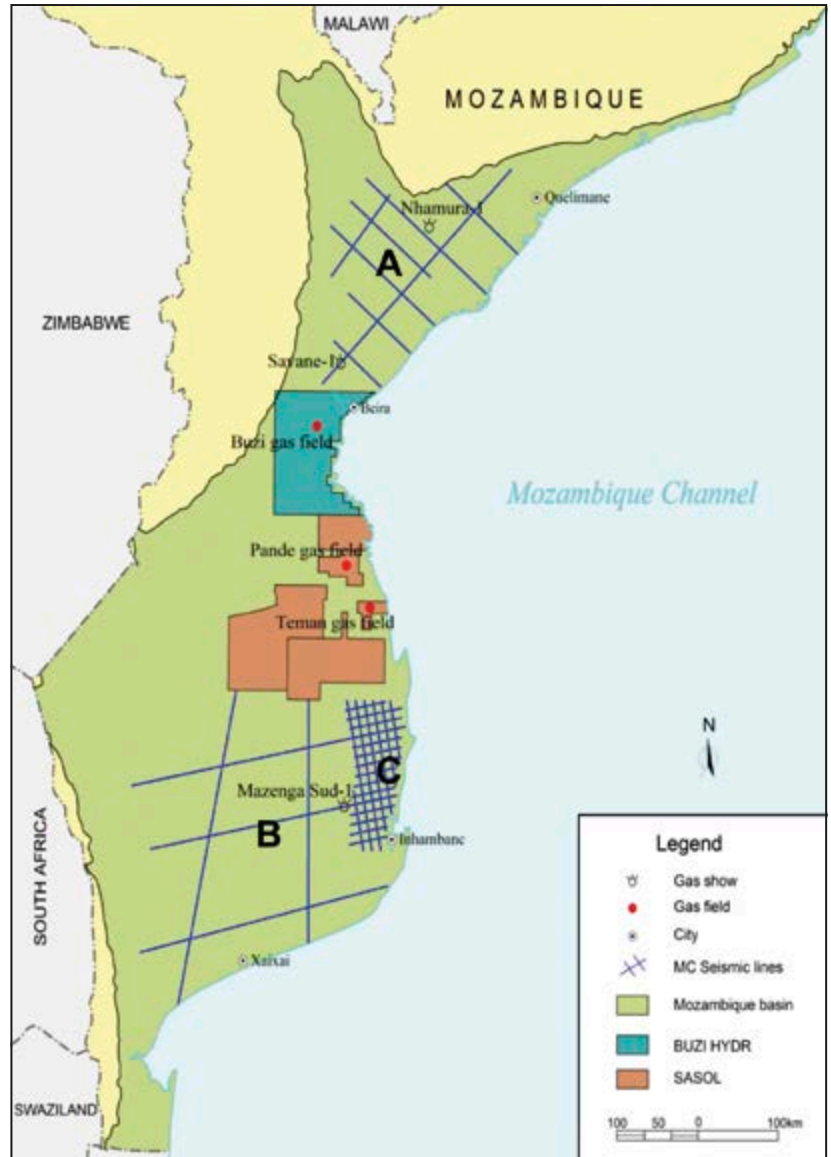 MALAWI
MOZAMBIQUE
Quelimane
Nhamura-1
A
ZIMBABWE
Savane-1
Beira
Buzi gas field
Mozambique Channel
Pande gas field
Teman gas field
N
C
Mazenga Sud-1
B
Inhambanc
SOUTH AFRICA
Xaixai
SWAZILAND
Legend
Gas show
Gas field
City
MC Seismic lines
Mozambique basin
BUZI HYDR
SASOL
100 50 0 100km